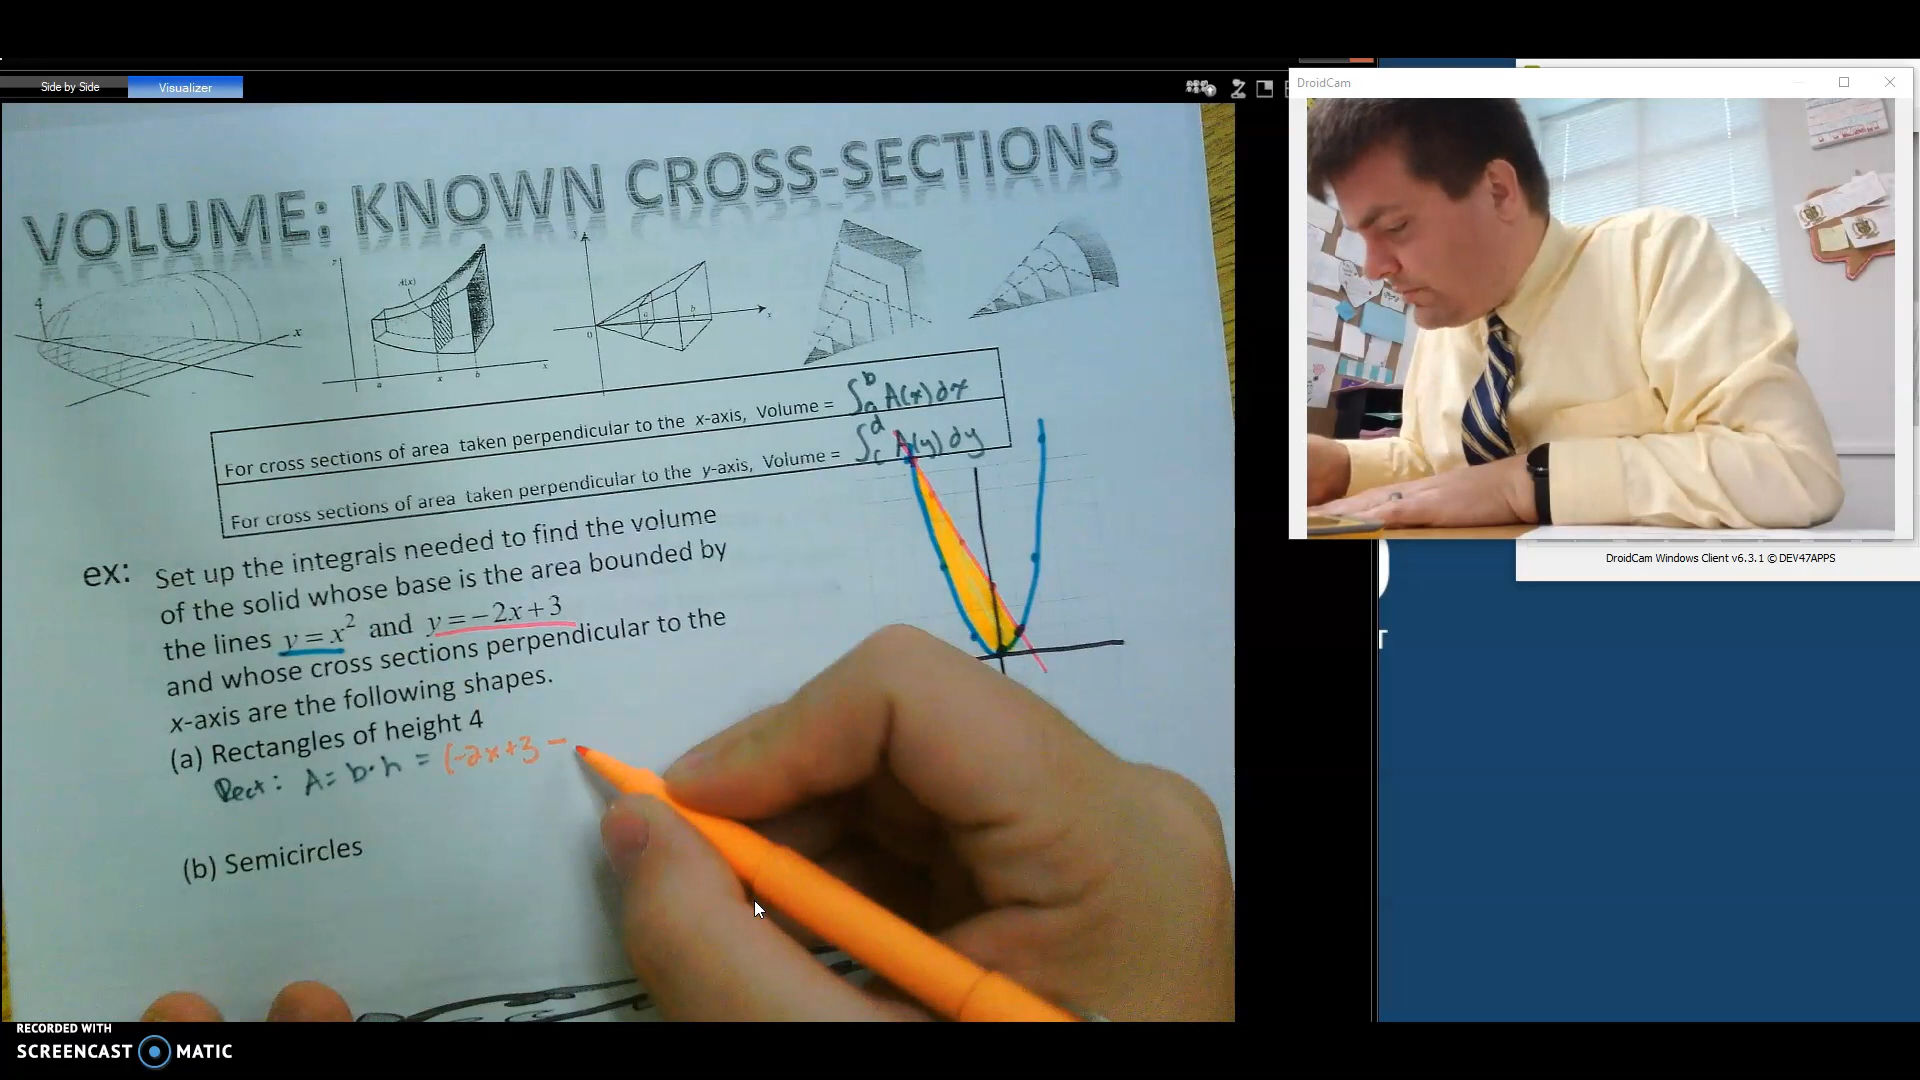 Side by Side
Visualizer
DroidCam
VOLUME: KNOWN CROSS-SECTIONS
4
x
y
A(x)
a
x
b
x
y
0
a
b
x
For cross sections of area taken perpendicular to the x-axis, Volume = ∫ₐᵇ A(x)dx
For cross sections of area taken perpendicular to the y-axis, Volume = ∫꜀ᵈ A(y)dy
ex: Set up the integrals needed to find the volume
of the solid whose base is the area bounded by
the lines y = x² and y = −2x+3
and whose cross sections perpendicular to the
x-axis are the following shapes.
(a) Rectangles of height 4
Rect: A = b·h = (-2x+3 -
(b) Semicircles
DroidCam Windows Client v6.3.1 © DEV47APPS
RECORDED WITH
SCREENCAST MATIC